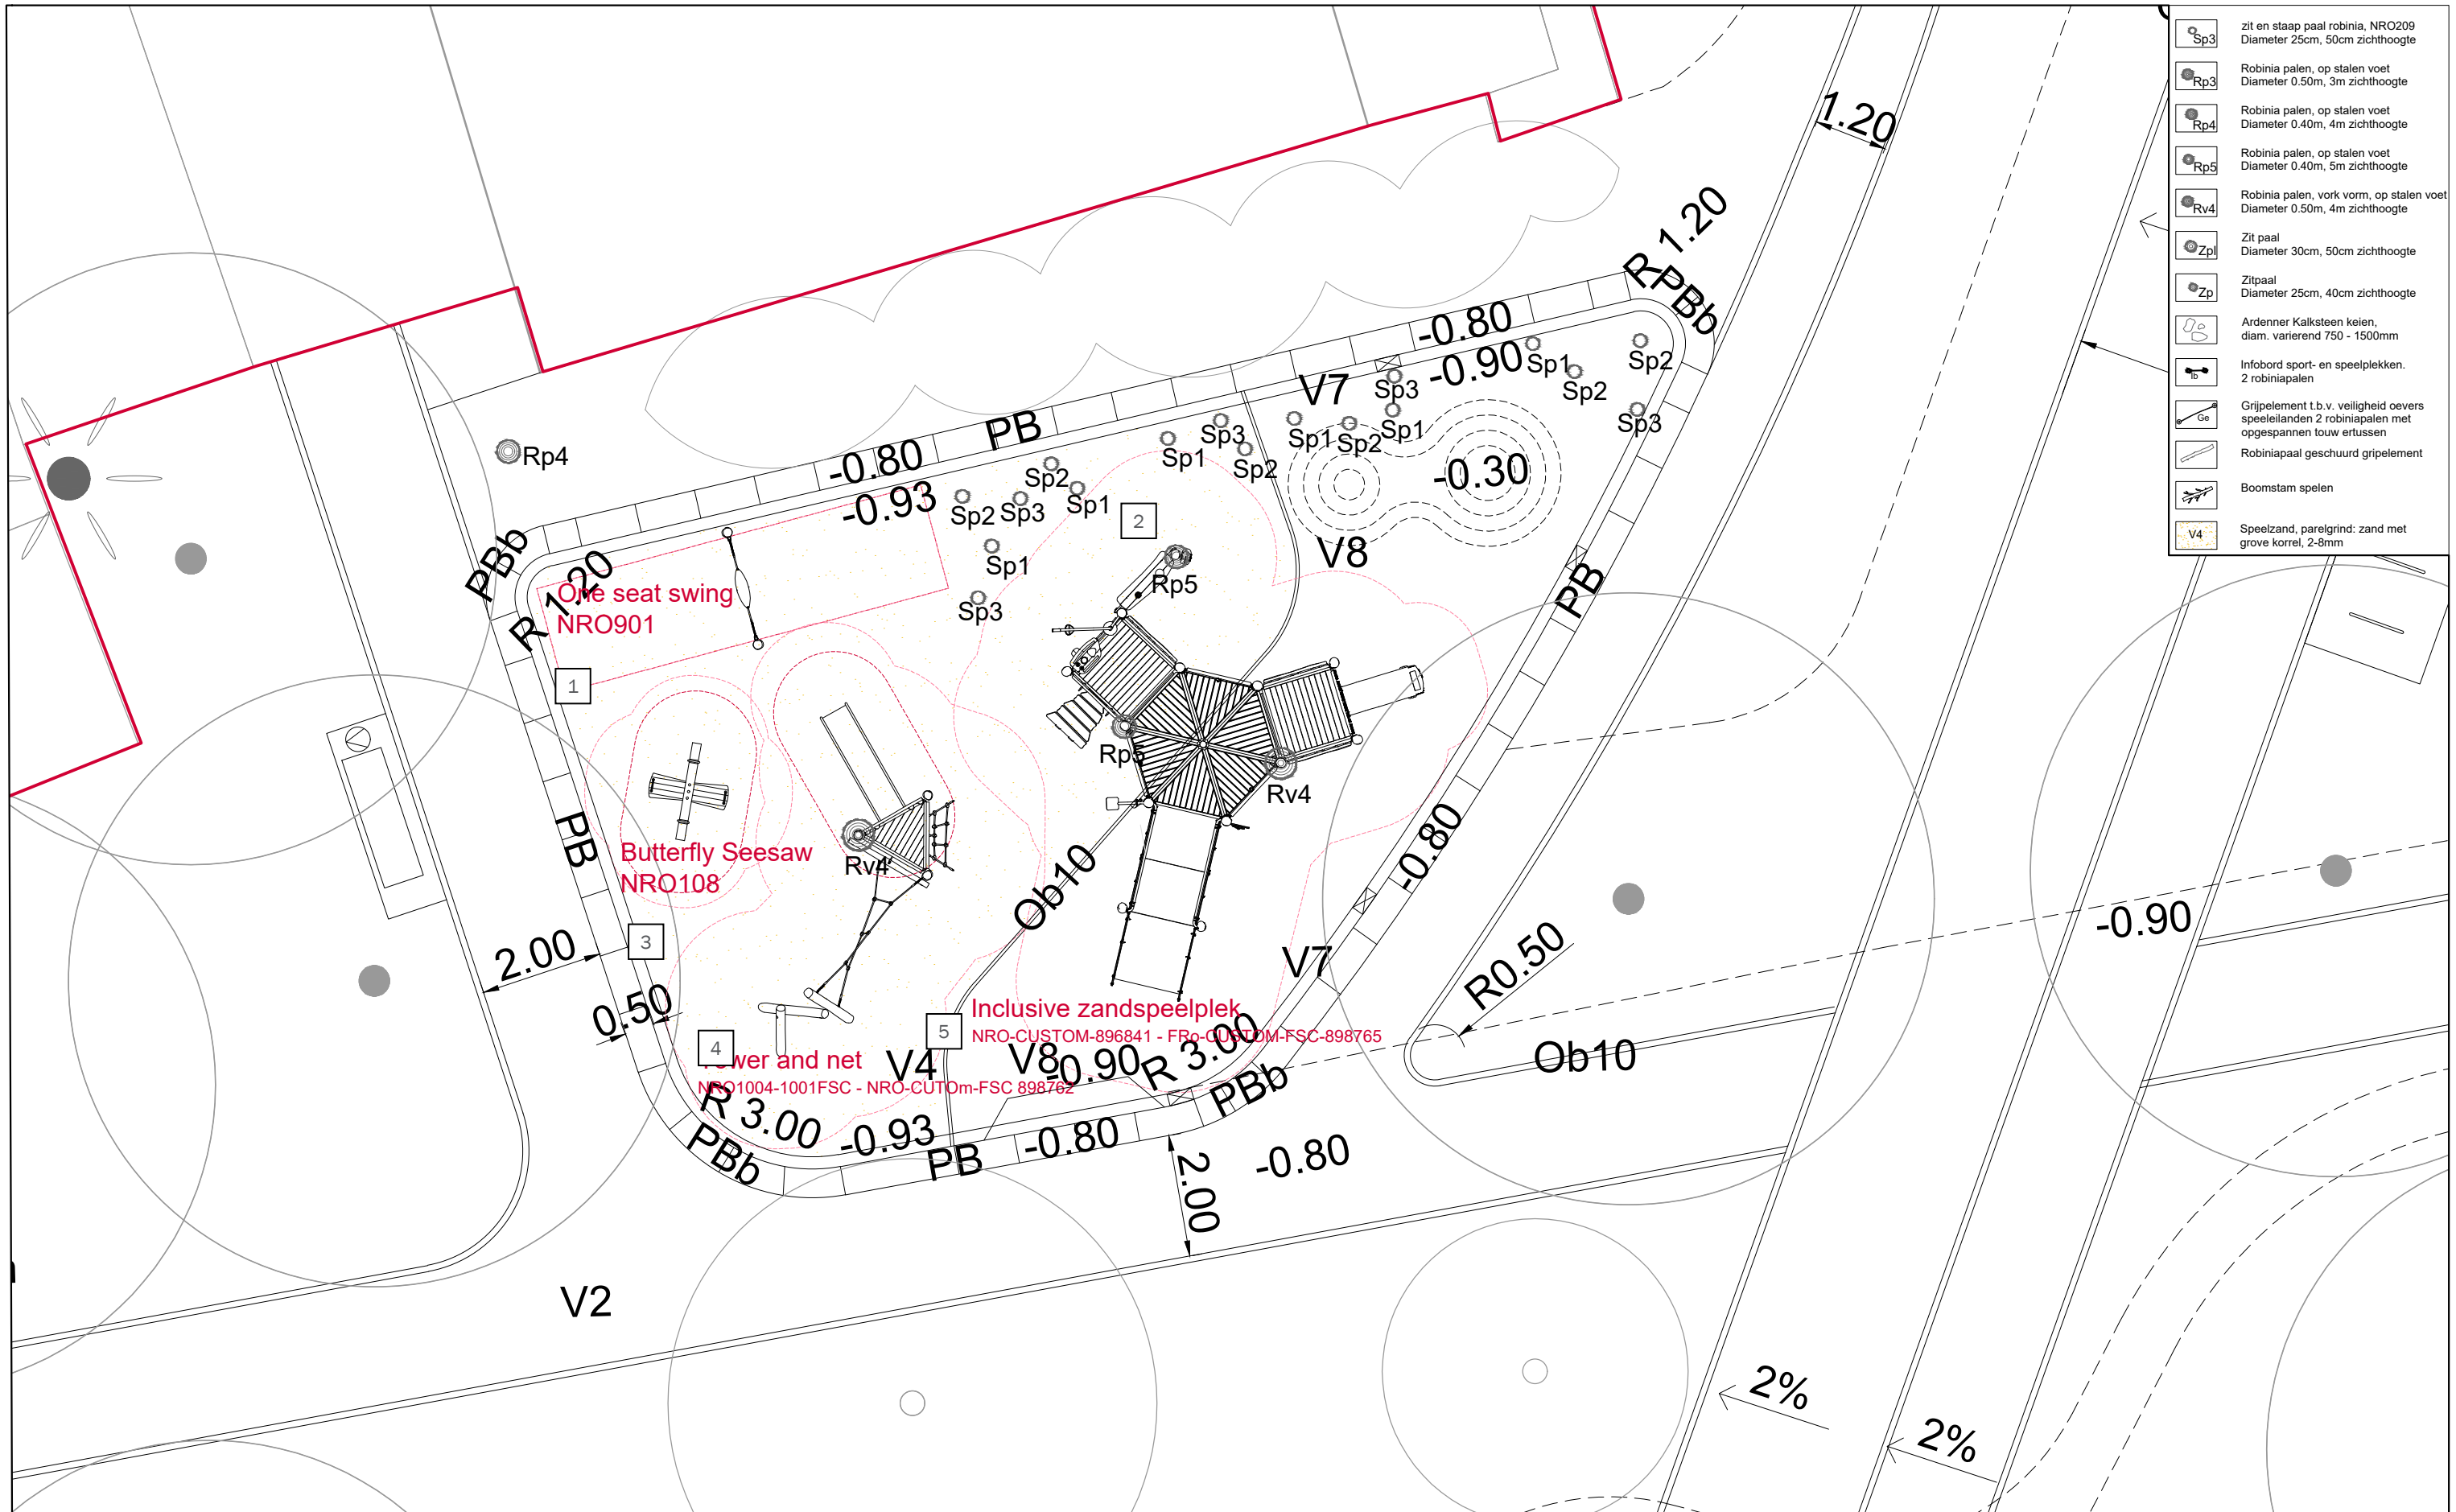 zit en staap paal robinia, NRO209
Sp3
Diameter 25cm, 50cm zichthoogte
Robinia palen, op stalen voet
Rp3
Diameter 0.50m, 3m zichthoogte
Robinia palen, op stalen voet
Rp4
Diameter 0.40m, 4m zichthoogte
Robinia palen, op stalen voet
Rp5
Diameter 0.40m, 5m zichthoogte
Robinia palen, vork vorm, op stalen voet
Rv4
Diameter 0.50m, 4m zichthoogte
Zit paal
Zpl
Diameter 30cm, 50cm zichthoogte
Zitpaal
Zp
Diameter 25cm, 40cm zichthoogte
Ardenner Kalksteen keien,
diam. varierend 750 - 1500mm
Infobord sport- en speelplekken.
Ib
2 robiniapalen
Grijpelement t.b.v. veiligheid oevers
Ge
speeleilanden 2 robiniapalen met
opgespannen touw ertussen
Robiniapaal geschuurd gripelement
Boomstam spelen
Speelzand, parelgrind: zand met
V4
grove korrel, 2-8mm
1.20
R 1.20
PBb
-0.80
-0.90
Sp1
Sp2
Sp2
Sp3
V7
Sp3
Sp1
Sp1
Sp2
-0.30
PB
Sp3
Sp1
Sp2
Rp4
-0.80
-0.93
Sp2
Sp1
Sp2
Sp3
2
V8
PBb
R 1.20
Sp1
Rp5
PB
One seat swing
NRO901
Sp3
1
Rp5
Rv4
PB
Butterfly Seesaw
NRO108
Rv4
-0.80
Ob10
2.00
3
V7
R0.50
-0.90
0.50
Inclusive zandspeelplek
5
NRO-CUSTOM-896841 - FRo-CUSTOM-FSC-898765
4
ower and net
V4
V8
-0.90
R 3.00
Ob10
NRO1004-1001FSC - NRO-CUTOm-FSC 898762
PBb
R 3.00
-0.93
-0.80
PBb
PB
-0.80
2.00
V2
2%
2%